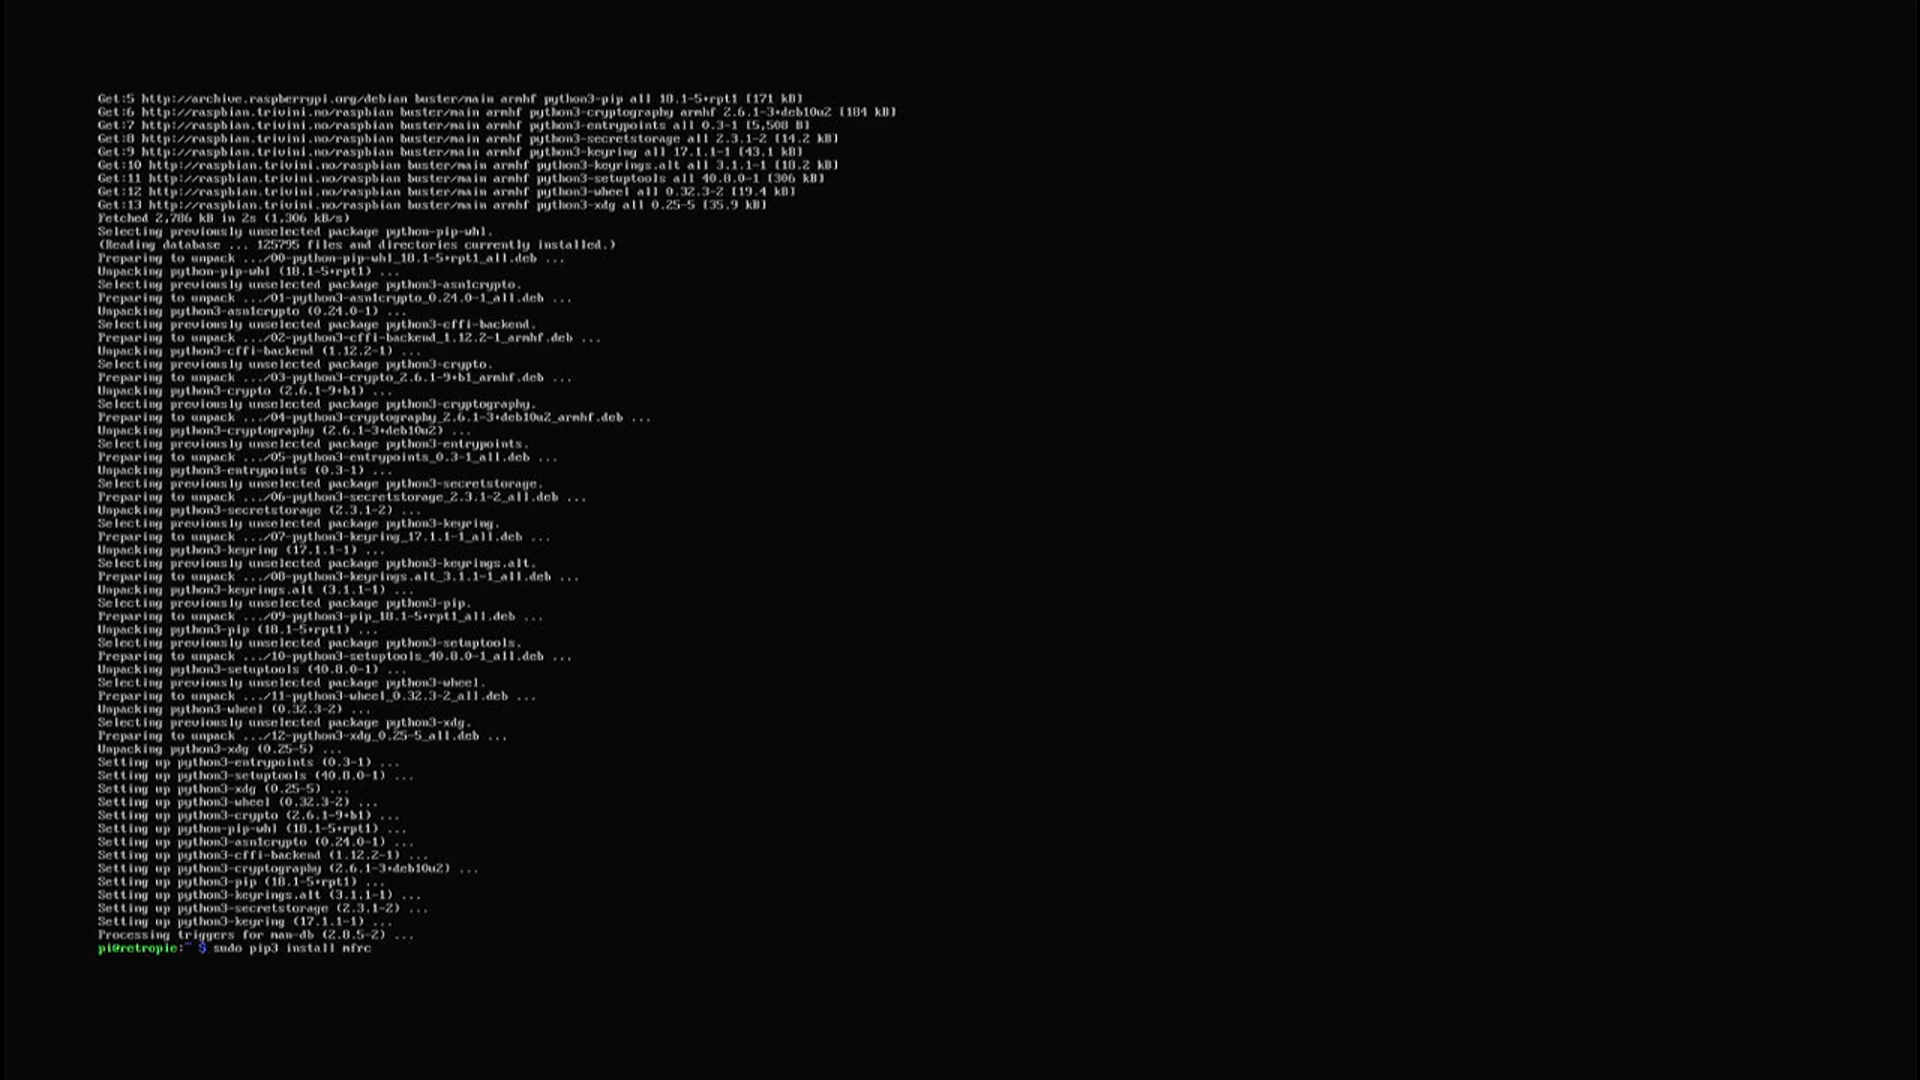 Get:5 http://archive.raspberrypi.org/debian buster/main armhf python3-pip all 18.1-5+rpt1 [171 kB]
Get:6 http://raspbian.trivini.no/raspbian buster/main armhf python3-cryptography armhf 2.6.1-3+deb10u2 [184 kB]
Get:7 http://raspbian.trivini.no/raspbian buster/main armhf python3-entrypoints all 0.3-1 [5,508 B]
Get:8 http://raspbian.trivini.no/raspbian buster/main armhf python3-secretstorage all 2.3.1-2 [14.2 kB]
Get:9 http://raspbian.trivini.no/raspbian buster/main armhf python3-keyring all 17.1.1-1 [43.1 kB]
Get:10 http://raspbian.trivini.no/raspbian buster/main armhf python3-keyrings.alt all 3.1.1-1 [18.2 kB]
Get:11 http://raspbian.trivini.no/raspbian buster/main armhf python3-setuptools all 40.8.0-1 [306 kB]
Get:12 http://raspbian.trivini.no/raspbian buster/main armhf python3-wheel all 0.32.3-2 [19.4 kB]
Get:13 http://raspbian.trivini.no/raspbian buster/main armhf python3-xdg all 0.25-5 [35.9 kB]
Fetched 2,786 kB in 2s (1,306 kB/s)
Selecting previously unselected package python-pip-whl.
(Reading database ... 125795 files and directories currently installed.)
Preparing to unpack .../00-python-pip-whl_18.1-5+rpt1_all.deb ...
Unpacking python-pip-whl (18.1-5+rpt1) ...
Selecting previously unselected package python3-asn1crypto.
Preparing to unpack .../01-python3-asn1crypto_0.24.0-1_all.deb ...
Unpacking python3-asn1crypto (0.24.0-1) ...
Selecting previously unselected package python3-cffi-backend.
Preparing to unpack .../02-python3-cffi-backend_1.12.2-1_armhf.deb ...
Unpacking python3-cffi-backend (1.12.2-1) ...
Selecting previously unselected package python3-crypto.
Preparing to unpack .../03-python3-crypto_2.6.1-9+b1_armhf.deb ...
Unpacking python3-crypto (2.6.1-9+b1) ...
Selecting previously unselected package python3-cryptography.
Preparing to unpack .../04-python3-cryptography_2.6.1-3+deb10u2_armhf.deb ...
Unpacking python3-cryptography (2.6.1-3+deb10u2) ...
Selecting previously unselected package python3-entrypoints.
Preparing to unpack .../05-python3-entrypoints_0.3-1_all.deb ...
Unpacking python3-entrypoints (0.3-1) ...
Selecting previously unselected package python3-secretstorage.
Preparing to unpack .../06-python3-secretstorage_2.3.1-2_all.deb ...
Unpacking python3-secretstorage (2.3.1-2) ...
Selecting previously unselected package python3-keyring.
Preparing to unpack .../07-python3-keyring_17.1.1-1_all.deb ...
Unpacking python3-keyring (17.1.1-1) ...
Selecting previously unselected package python3-keyrings.alt.
Preparing to unpack .../08-python3-keyrings.alt_3.1.1-1_all.deb ...
Unpacking python3-keyrings.alt (3.1.1-1) ...
Selecting previously unselected package python3-pip.
Preparing to unpack .../09-python3-pip_18.1-5+rpt1_all.deb ...
Unpacking python3-pip (18.1-5+rpt1) ...
Selecting previously unselected package python3-setuptools.
Preparing to unpack .../10-python3-setuptools_40.8.0-1_all.deb ...
Unpacking python3-setuptools (40.8.0-1) ...
Selecting previously unselected package python3-wheel.
Preparing to unpack .../11-python3-wheel_0.32.3-2_all.deb ...
Unpacking python3-wheel (0.32.3-2) ...
Selecting previously unselected package python3-xdg.
Preparing to unpack .../12-python3-xdg_0.25-5_all.deb ...
Unpacking python3-xdg (0.25-5) ...
Setting up python3-entrypoints (0.3-1) ...
Setting up python3-setuptools (40.8.0-1) ...
Setting up python3-xdg (0.25-5) ...
Setting up python3-wheel (0.32.3-2) ...
Setting up python3-crypto (2.6.1-9+b1) ...
Setting up python-pip-whl (18.1-5+rpt1) ...
Setting up python3-asn1crypto (0.24.0-1) ...
Setting up python3-cffi-backend (1.12.2-1) ...
Setting up python3-cryptography (2.6.1-3+deb10u2) ...
Setting up python3-pip (18.1-5+rpt1) ...
Setting up python3-keyrings.alt (3.1.1-1) ...
Setting up python3-secretstorage (2.3.1-2) ...
Setting up python3-keyring (17.1.1-1) ...
Processing triggers for man-db (2.8.5-2) ...
pi@retropie:~ $ sudo pip3 install mfrc